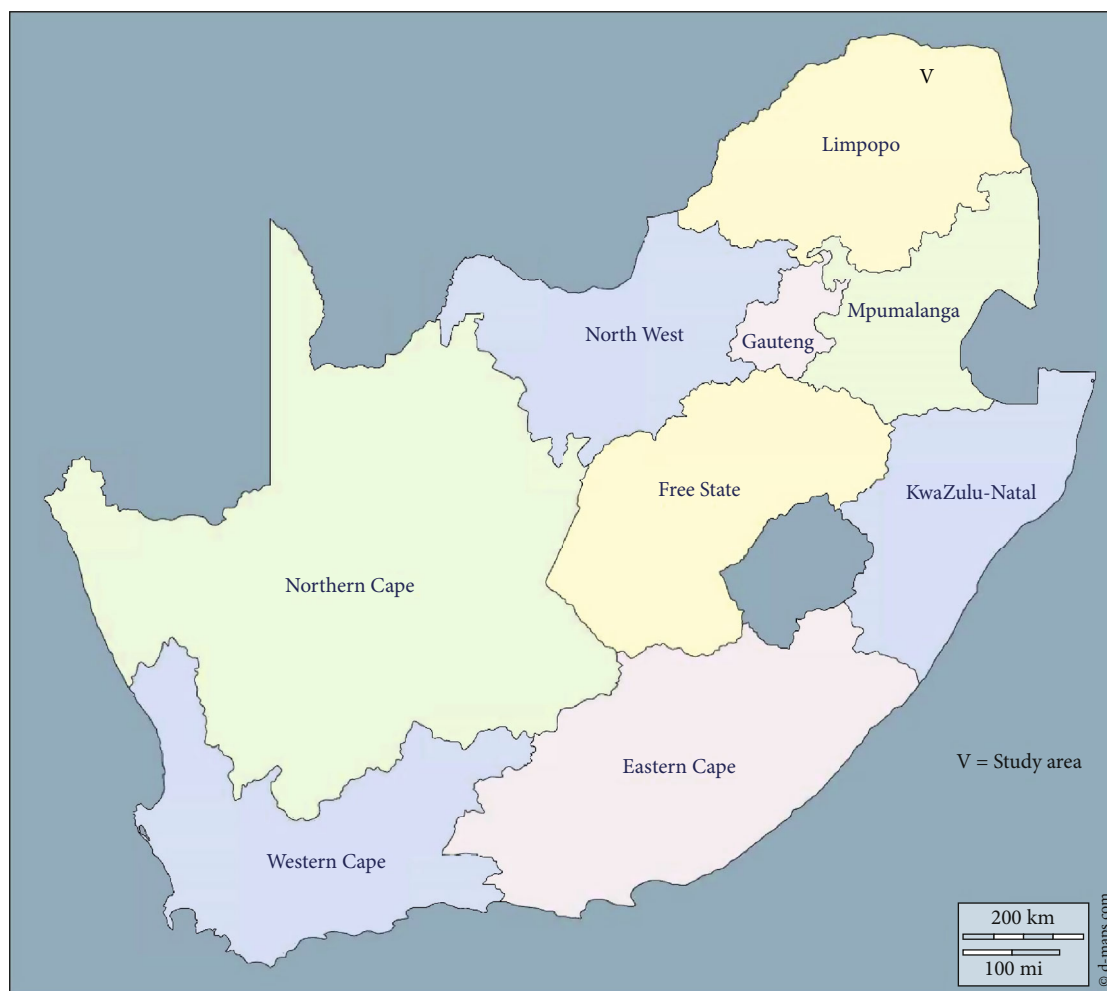 V
Limpopo
Mpumalanga
North West
Gauteng
Free State
KwaZulu-Natal
Northern Cape
Eastern Cape
V = Study area
Western Cape
200 km
100 mi
© d-maps.com